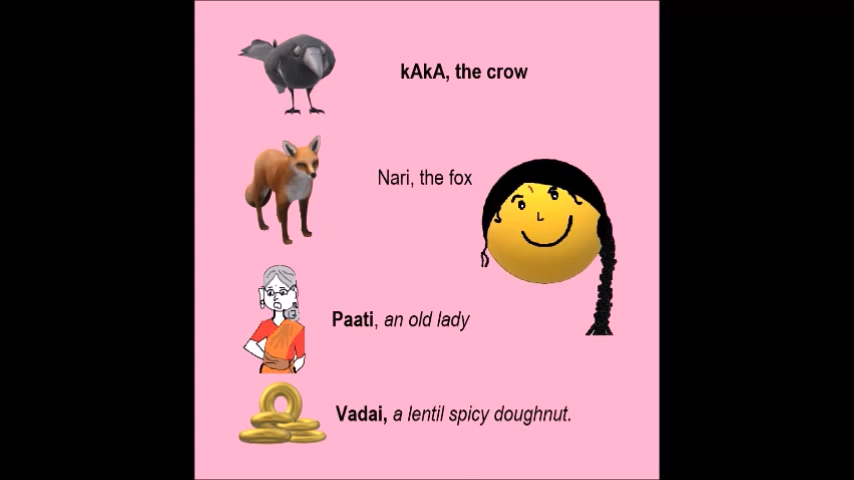 kAkA, the crow
Nari, the fox
Paati, an old lady
Vadai, a lentil spicy doughnut.